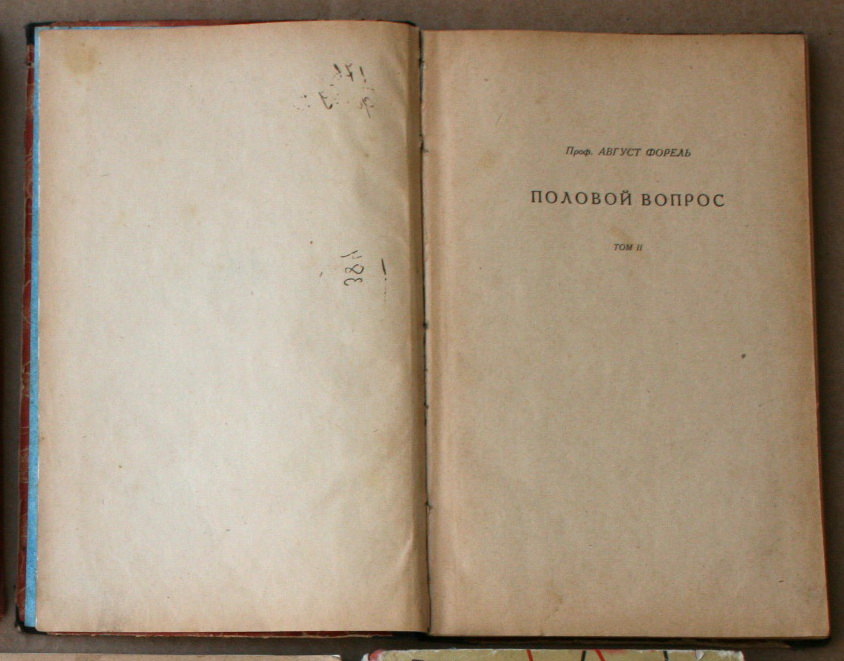 Проф. АВГУСТ ФОРЕЛЬ
ПОЛОВОЙ ВОПРОС
ТОМ II